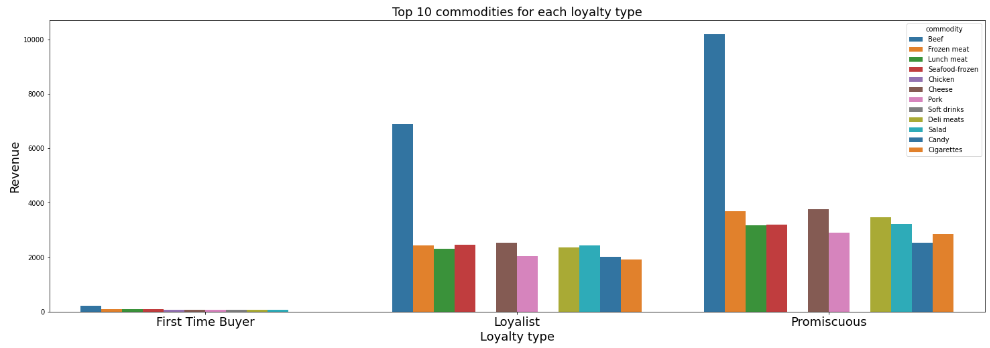 Top 10 commodities for each loyalty type
Revenue
10000
8000
6000
4000
2000
0
commodity
Beef
Frozen meat
Lunch meat
Seafood-frozen
Chicken
Cheese
Pork
Soft drinks
Deli meats
Salad
Candy
Cigarettes
First Time Buyer
Loyalist
Promiscuous
Loyalty type